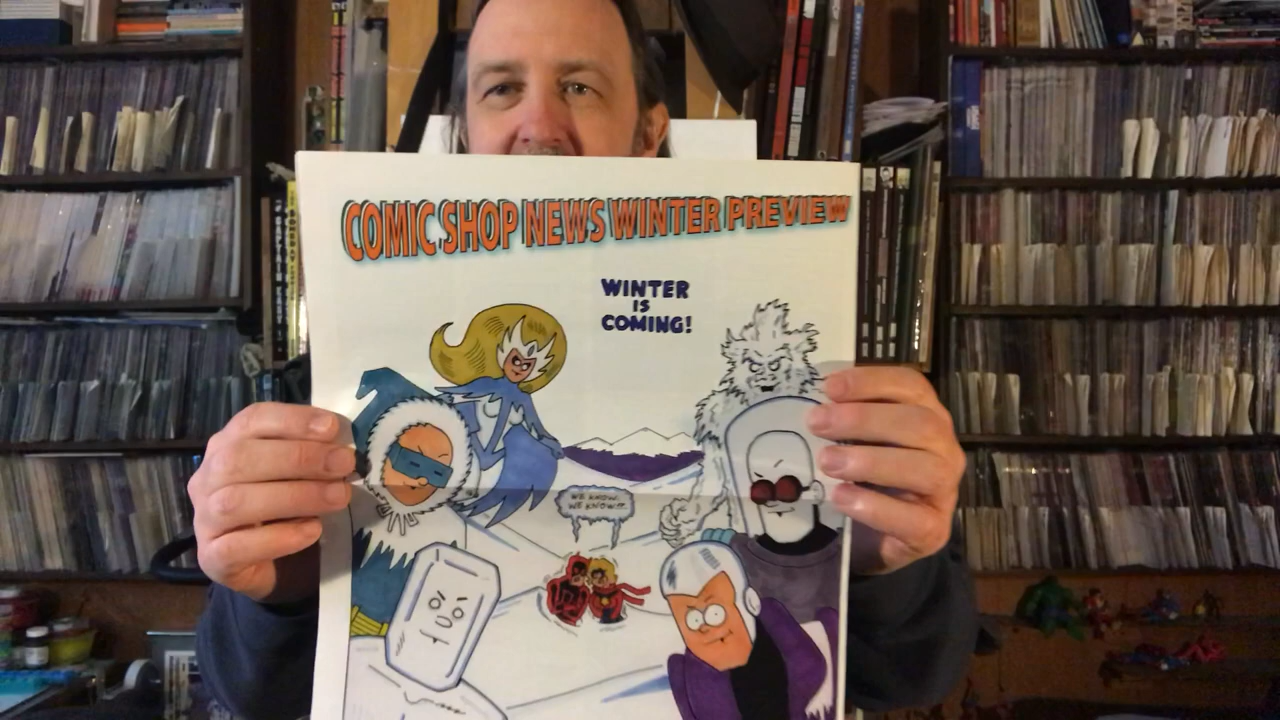 COMIC SHOP NEWS WINTER PREVIEW
WINTER
IS
COMING!
WE KNOW.
WE KNOW!!